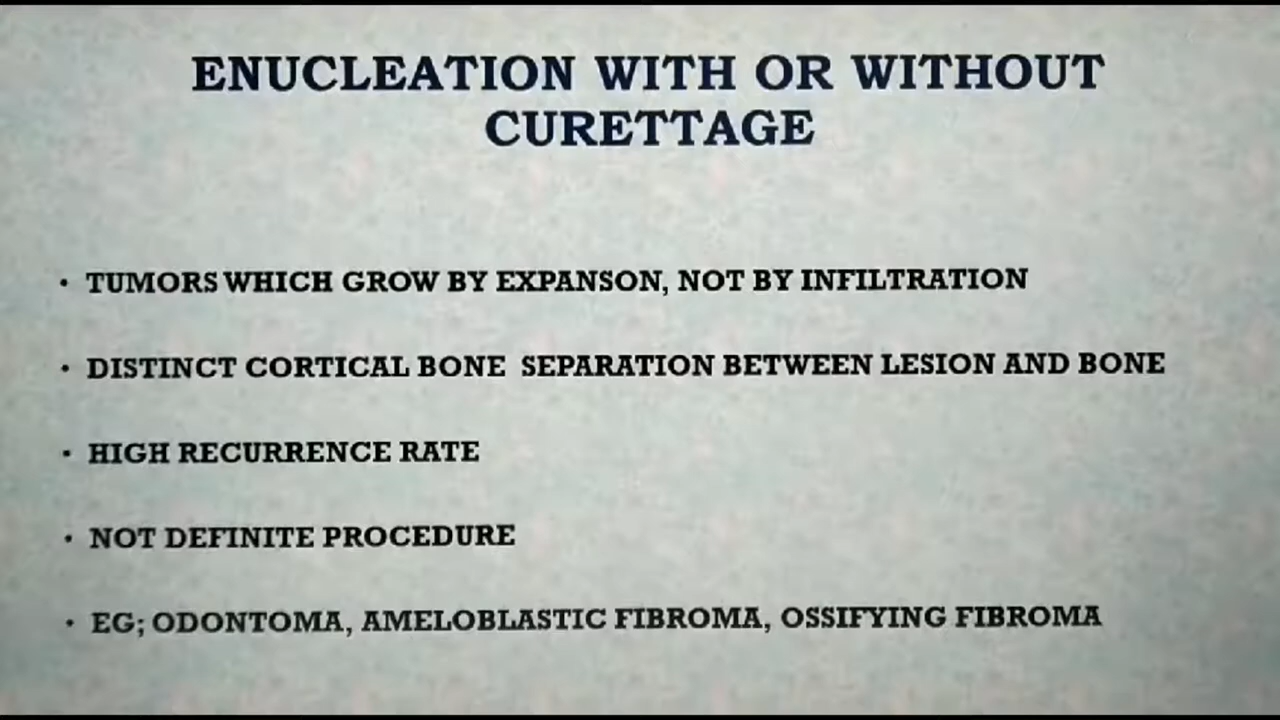 ENUCLEATION WITH OR WITHOUT
CURETTAGE
• TUMORS WHICH GROW BY EXPANSON, NOT BY INFILTRATION
• DISTINCT CORTICAL BONE SEPARATION BETWEEN LESION AND BONE
• HIGH RECURRENCE RATE
• NOT DEFINITE PROCEDURE
• EG; ODONTOMA, AMELOBLASTIC FIBROMA, OSSIFYING FIBROMA